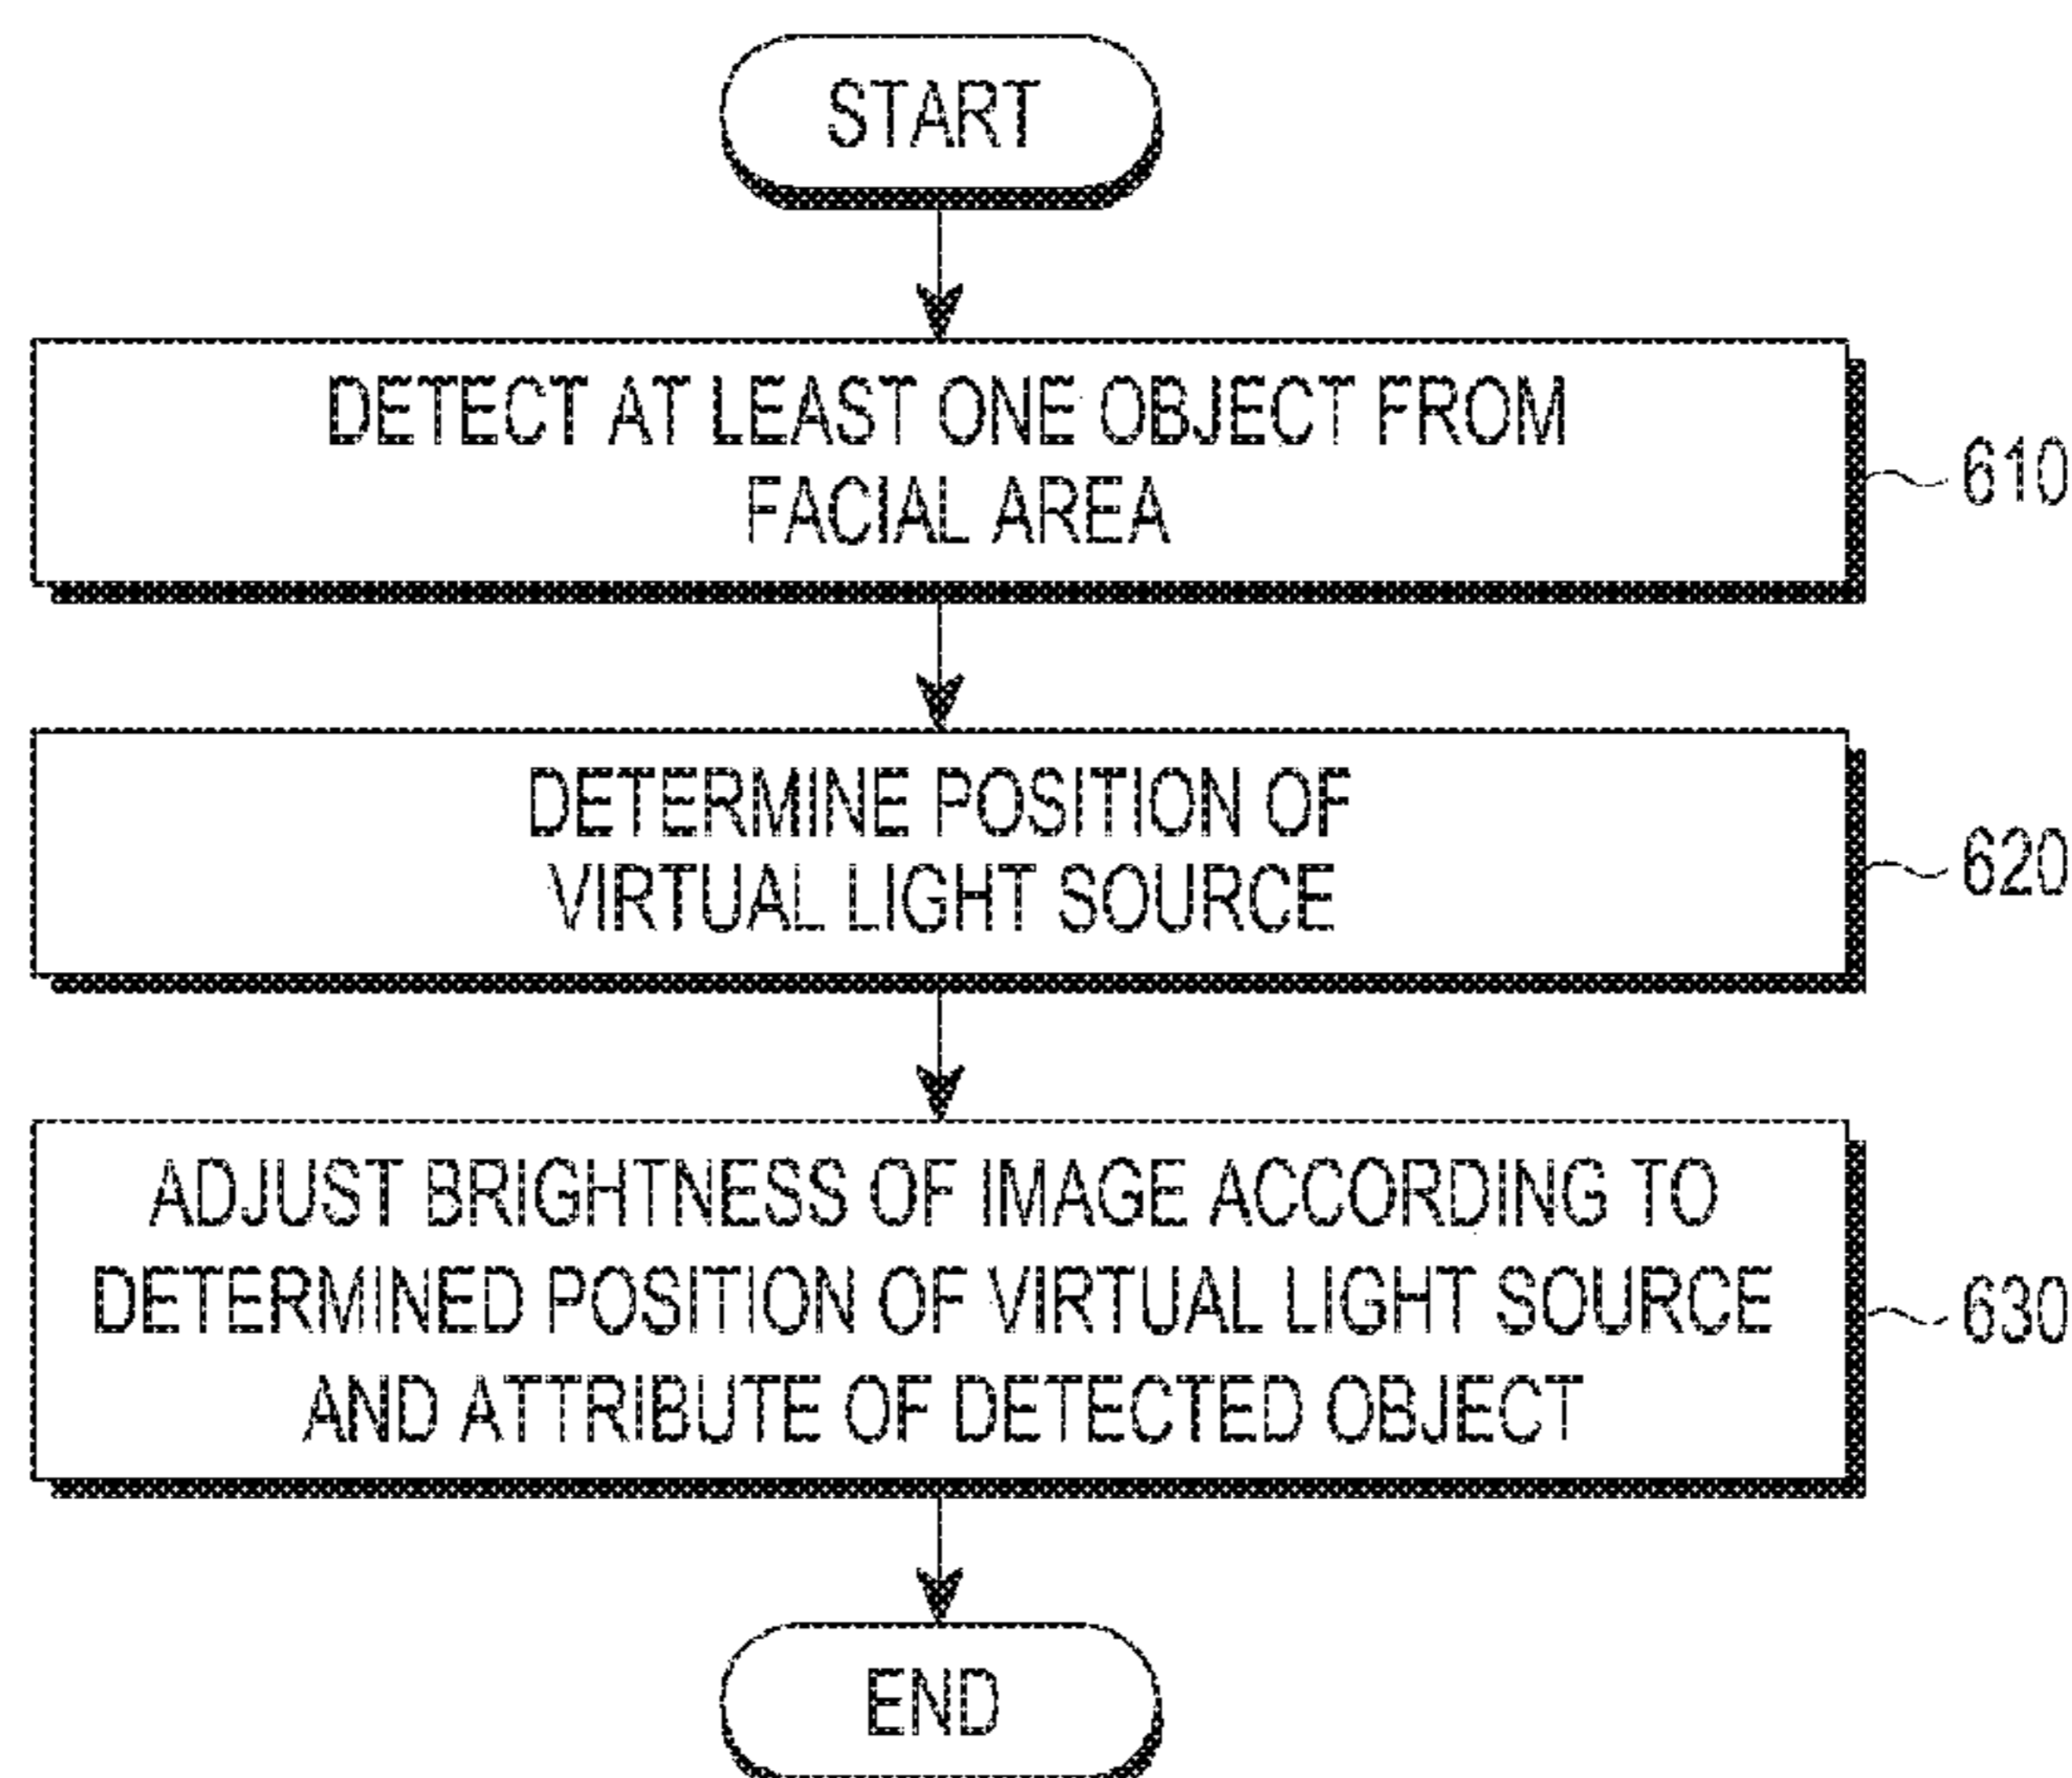 START
DETECT AT LEAST ONE OBJECT FROM
FACIAL AREA
610
DETERMINE POSITION OF
VIRTUAL LIGHT SOURCE
620
ADJUST BRIGHTNESS OF IMAGE ACCORDING TO
DETERMINED POSITION OF VIRTUAL LIGHT SOURCE
AND ATTRIBUTE OF DETECTED OBJECT
630
END